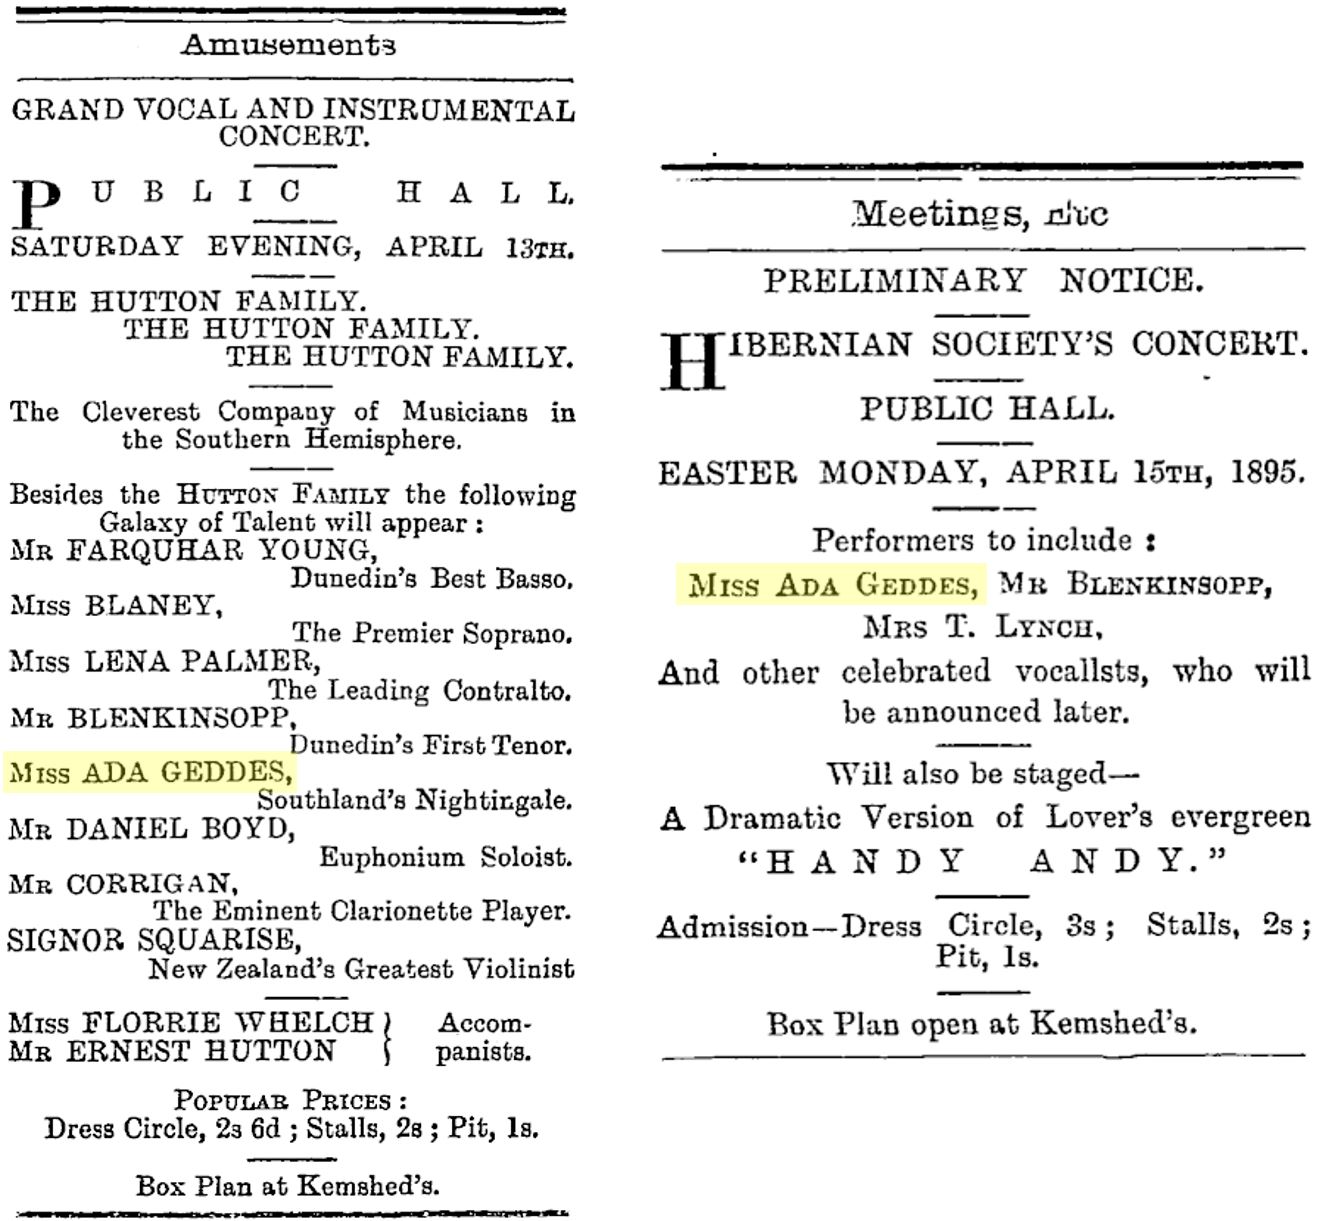 Amusements
GRAND VOCAL AND INSTRUMENTAL
CONCERT.
PUBLIC HALL.
SATURDAY EVENING, APRIL 13TH.
THE HUTTON FAMILY.
THE HUTTON FAMILY.
THE HUTTON FAMILY.
The Cleverest Company of Musicians in
the Southern Hemisphere.
Besides the HUTTON FAMILY the following
Galaxy of Talent will appear :
MR FARQUHAR YOUNG,
Dunedin's Best Basso.
MISS BLANEY,
The Premier Soprano.
MISS LENA PALMER,
The Leading Contralto.
MR BLENKINSOPP,
Dunedin's First Tenor.
MISS ADA GEDDES,
Southland's Nightingale.
MR DANIEL BOYD,
Euphonium Soloist.
MR CORRIGAN,
The Eminent Clarionette Player.
SIGNOR SQUARISE,
New Zealand's Greatest Violinist
MISS FLORRIE WHELCH } Accom-
MR ERNEST HUTTON } panists.
POPULAR PRICES :
Dress Circle, 2s 6d ; Stalls, 2s ; Pit, 1s.
Box Plan at Kemshed's.
Meetings, &c
PRELIMINARY NOTICE.
HIBERNIAN SOCIETY'S CONCERT.
PUBLIC HALL.
EASTER MONDAY, APRIL 15TH, 1895.
Performers to include :
MISS ADA GEDDES, MR BLENKINSOPP,
MRS T. LYNCH,
And other celebrated vocallsts, who will
be announced later.
Will also be staged—
A Dramatic Version of Lover's evergreen
"HANDY ANDY."
Admission—Dress Circle, 3s ; Stalls, 2s ;
Pit, 1s.
Box Plan open at Kemshed's.